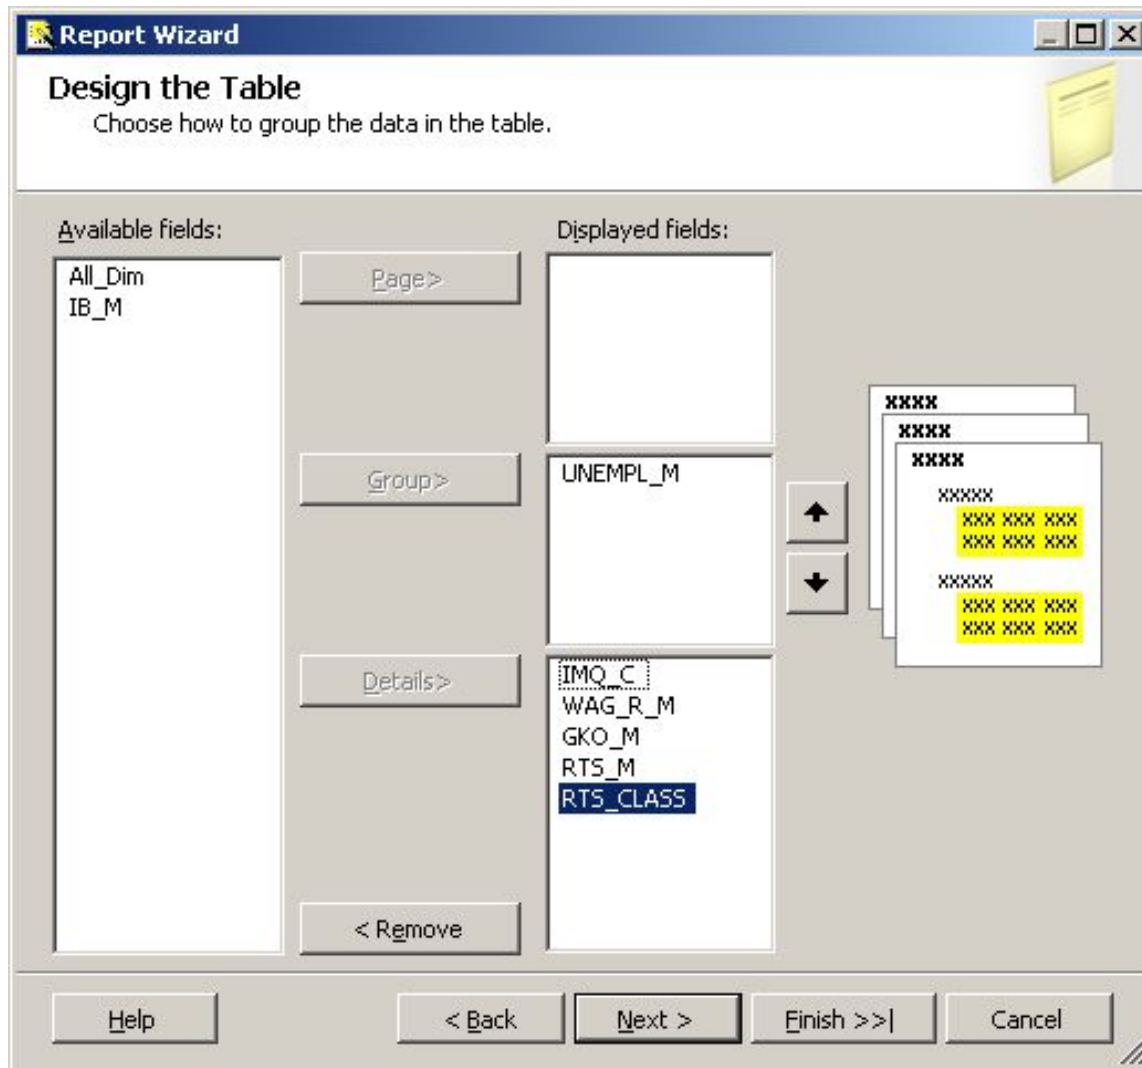 Report Wizard
Design the Table
Choose how to group the data in the table.
Available fields:
All_Dim
IB_M
Page>
Group>
Details>
< Remove
Displayed fields:
UNEMPL_M
IMQ_C
WAG_R_M
GKO_M
RTS_M
RTS_CLASS
xxxx
xxxx
xxxx
xxxxx
xxx xxx xxx
xxx xxx xxx
xxxxx
xxx xxx xxx
xxx xxx xxx
Help
< Back
Next >
Finish >>|
Cancel